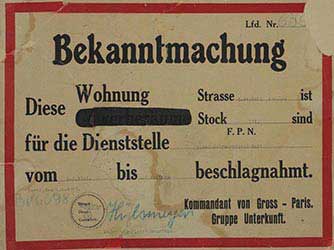 Lfd. Nr.
Bekanntmachung
Diese Wohnung Strasse ist
Stock sind
F. P. N.
für die Dienststelle
vom bis beschlagnahmt.
Kommandant von Gross - Paris.
Gruppe Unterkunft.